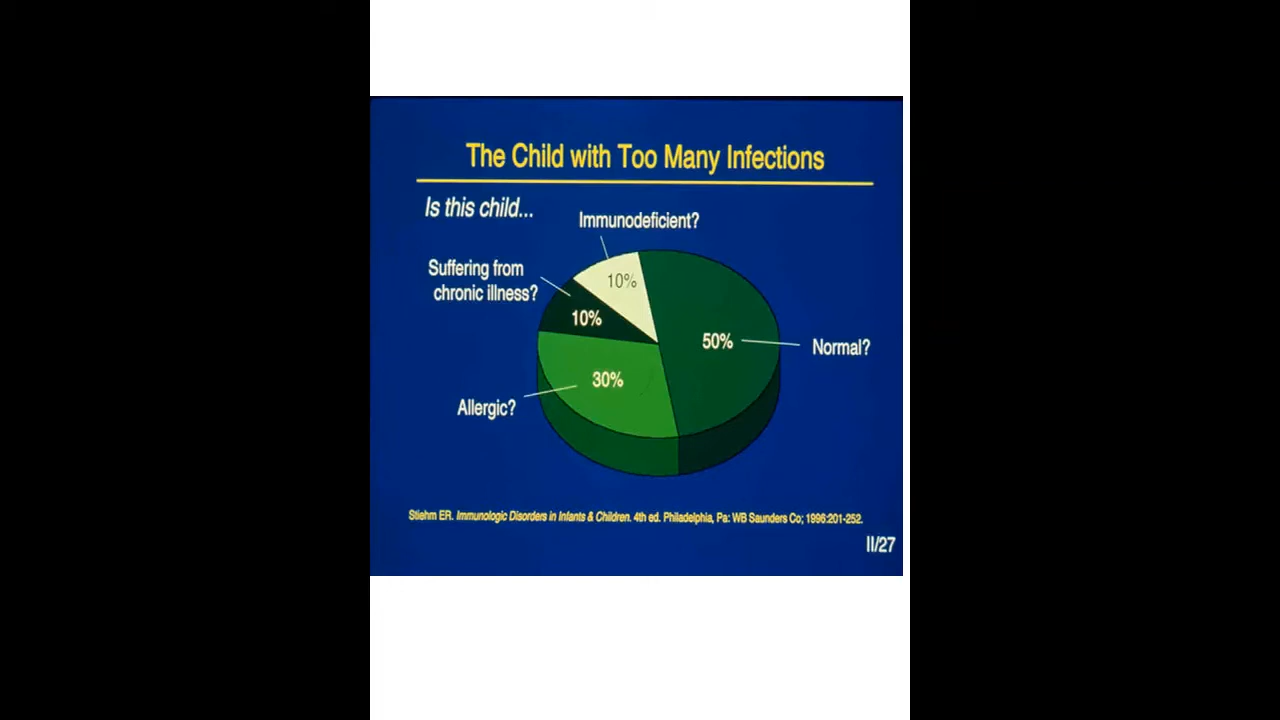 The Child with Too Many Infections
Is this child...
Immunodeficient?
Suffering from
chronic illness?
10%
10%
50%
Normal?
30%
Allergic?
Stiehm ER. Immunologic Disorders in Infants & Children. 4th ed. Philadelphia, Pa: WB Saunders Co; 1996:201-252.
II/27